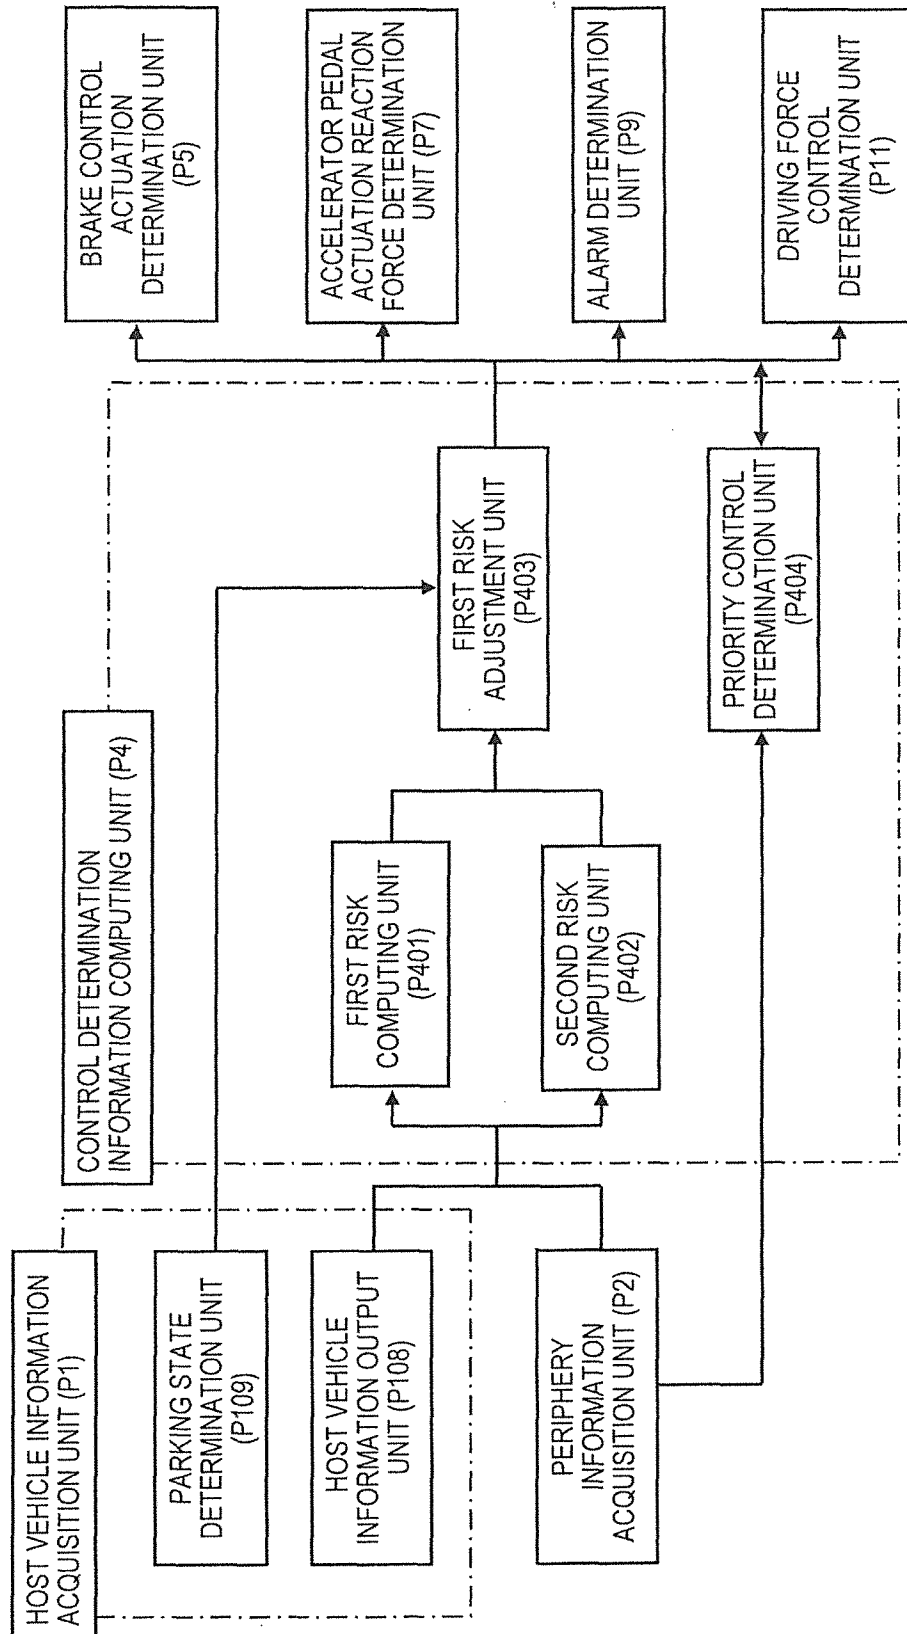 HOST VEHICLE INFORMATION
ACQUISITION UNIT (P1)
PARKING STATE
DETERMINATION UNIT
(P109)
HOST VEHICLE
INFORMATION OUTPUT
UNIT (P108)
PERIPHERY
INFORMATION
ACQUISITION UNIT (P2)
CONTROL DETERMINATION
INFORMATION COMPUTING UNIT (P4)
FIRST RISK
COMPUTING UNIT
(P401)
SECOND RISK
COMPUTING UNIT
(P402)
FIRST RISK
ADJUSTMENT UNIT
(P403)
PRIORITY CONTROL
DETERMINATION UNIT
(P404)
BRAKE CONTROL
ACTUATION
DETERMINATION UNIT
(P5)
ACCELERATOR PEDAL
ACTUATION REACTION
FORCE DETERMINATION
UNIT (P7)
ALARM DETERMINATION
UNIT (P9)
DRIVING FORCE
CONTROL
DETERMINATION UNIT
(P11)